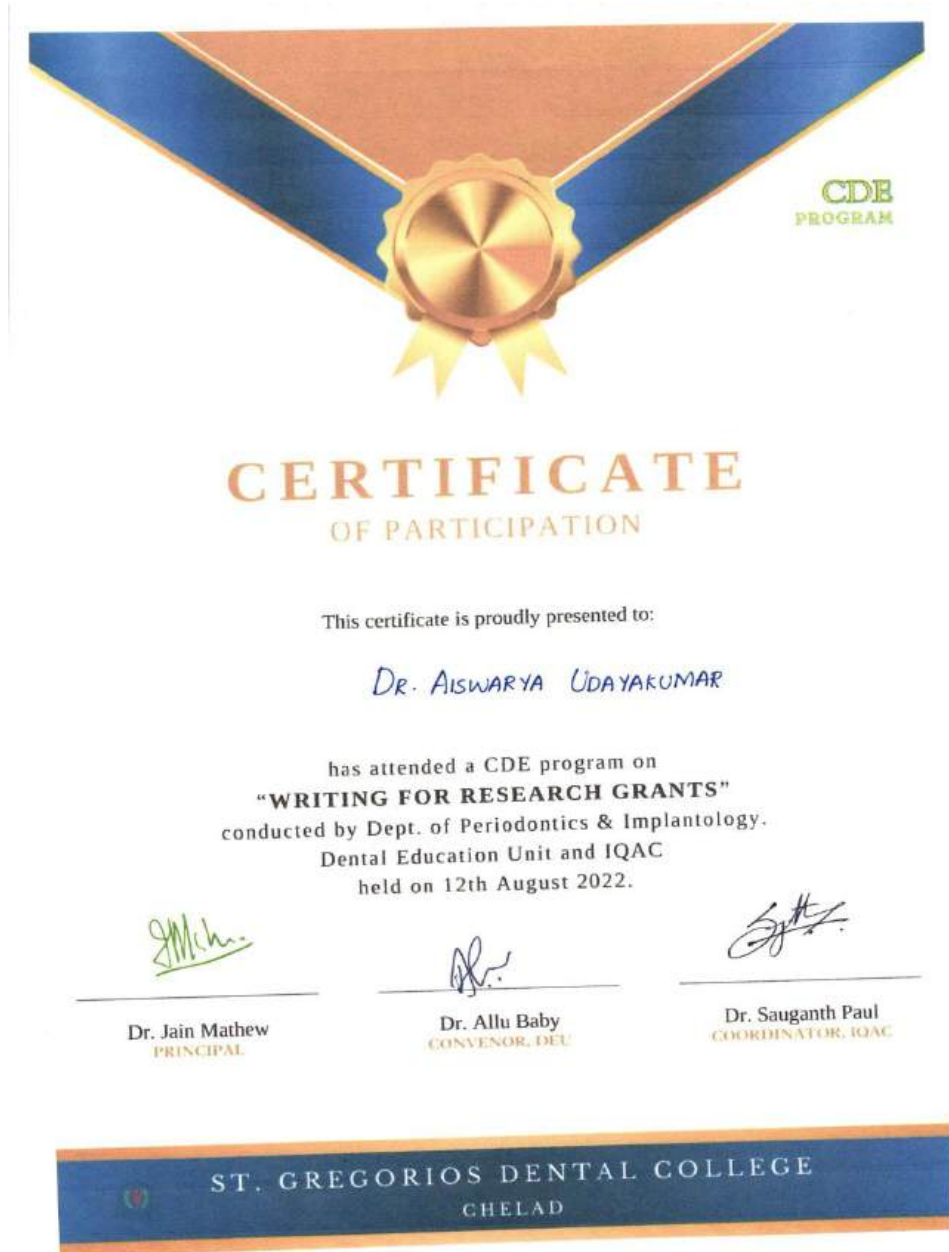 CDE
PROGRAM
CERTIFICATE
OF PARTICIPATION
This certificate is proudly presented to:
DR. AISWARYA UDAYAKUMAR
has attended a CDE program on
“WRITING FOR RESEARCH GRANTS”
conducted by Dept. of Periodontics & Implantology.
Dental Education Unit and IQAC
held on 12th August 2022.
Dr. Jain Mathew
PRINCIPAL
Dr. Allu Baby
CONVENOR, DEU
Dr. Sauganth Paul
COORDINATOR, IQAC
ST. GREGORIOS DENTAL COLLEGE
CHELAD